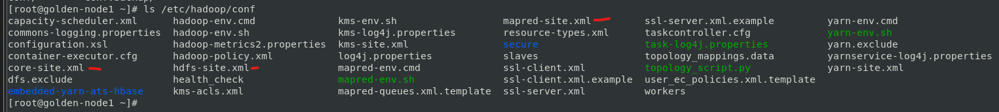 [root@golden-node1 ~]# ls /etc/hadoop/conf
capacity-scheduler.xml hadoop-env.cmd kms-env.sh mapred-site.xml ssl-server.xml.example yarn-env.cmd
commons-logging.properties hadoop-env.sh kms-log4j.properties resource-types.xml taskcontroller.cfg yarn-env.sh
configuration.xsl hadoop-metrics2.properties kms-site.xml secure task-log4j.properties yarn.exclude
container-executor.cfg hadoop-policy.xml log4j.properties slaves topology_mappings.data yarnservice-log4j.properties
core-site.xml hdfs-site.xml mapred-env.cmd ssl-client.xml topology_script.py yarn-site.xml
dfs.exclude health_check mapred-env.sh ssl-client.xml.example user_ec_policies.xml.template
embedded-yarn-ats-hbase kms-acls.xml mapred-queues.xml.template ssl-server.xml workers
[root@golden-node1 ~]#